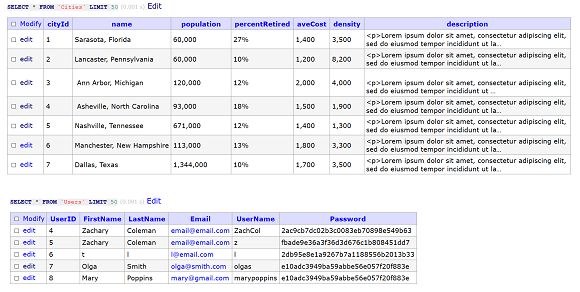 SELECT * FROM `Cities` LIMIT 50 (0.001 s) Edit
Modify cityId name population percentRetired aveCost density description
edit 1 Sarasota, Florida 60,000 27% 1,400 3,500 <p>Lorem ipsum dolor sit amet, consectetur adipiscing elit,
sed do eiusmod tempor incididunt ut la...
edit 2 Lancaster, Pennsylvania 60,000 10% 1,200 8,200 <p>Lorem ipsum dolor sit amet, consectetur adipiscing elit,
sed do eiusmod tempor incididunt ut la...
edit 3 Ann Arbor, Michigan 120,000 12% 2,000 4,000 <p>Lorem ipsum dolor sit amet, consectetur adipiscing elit,
sed do eiusmod tempor incididunt ut ...
edit 4 Asheville, North Carolina 93,000 18% 1,500 1,900 <p>Lorem ipsum dolor sit amet, consectetur adipiscing elit,
sed do eiusmod tempor incididunt ut la...
edit 5 Nashville, Tennessee 671,000 12% 1,400 1,300 <p>Lorem ipsum dolor sit amet, consectetur adipiscing elit,
sed do eiusmod tempor incididunt ut la...
edit 6 Manchester, New Hampshire 113,000 13% 1,800 3,300 <p>Lorem ipsum dolor sit amet, consectetur adipiscing elit,
sed do eiusmod tempor incididunt ut la...
edit 7 Dallas, Texas 1,344,000 10% 1,700 3,500 <p>Lorem ipsum dolor sit amet, consectetur adipiscing elit,
sed do eiusmod tempor incididunt ut la...
SELECT * FROM `Users` LIMIT 50 (0.001 s) Edit
Modify UserID FirstName LastName Email UserName Password
edit 4 Zachary Coleman email@email.com ZachCol 2ac9cb7dc02b3c0083eb70898e549b63
edit 5 Zachary Coleman email@email.com z fbade9e36a3f36d3d676c1b808451dd7
edit 6 t l l@email.com l 2db95e8e1a9267b7a1188556b2013b33
edit 7 Olga Smith olga@smith.com olgas e10adc3949ba59abbe56e057f20f883e
edit 8 Mary Poppins mary@gmail.com marypoppins e10adc3949ba59abbe56e057f20f883e